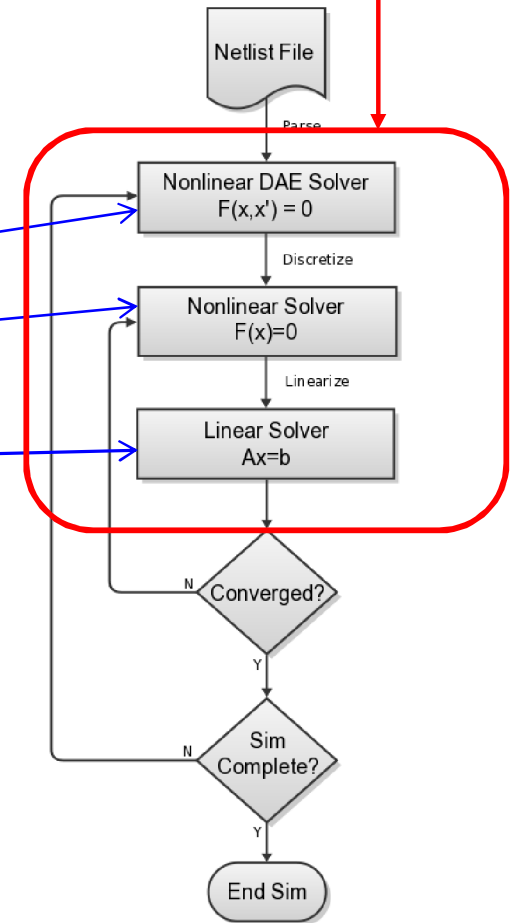 Netlist File
Parse
Nonlinear DAE Solver
F(x,x') = 0
Discretize
Nonlinear Solver
F(x)=0
Linearize
Linear Solver
Ax=b
N
Converged?
Y
N
Sim
Complete?
Y
End Sim